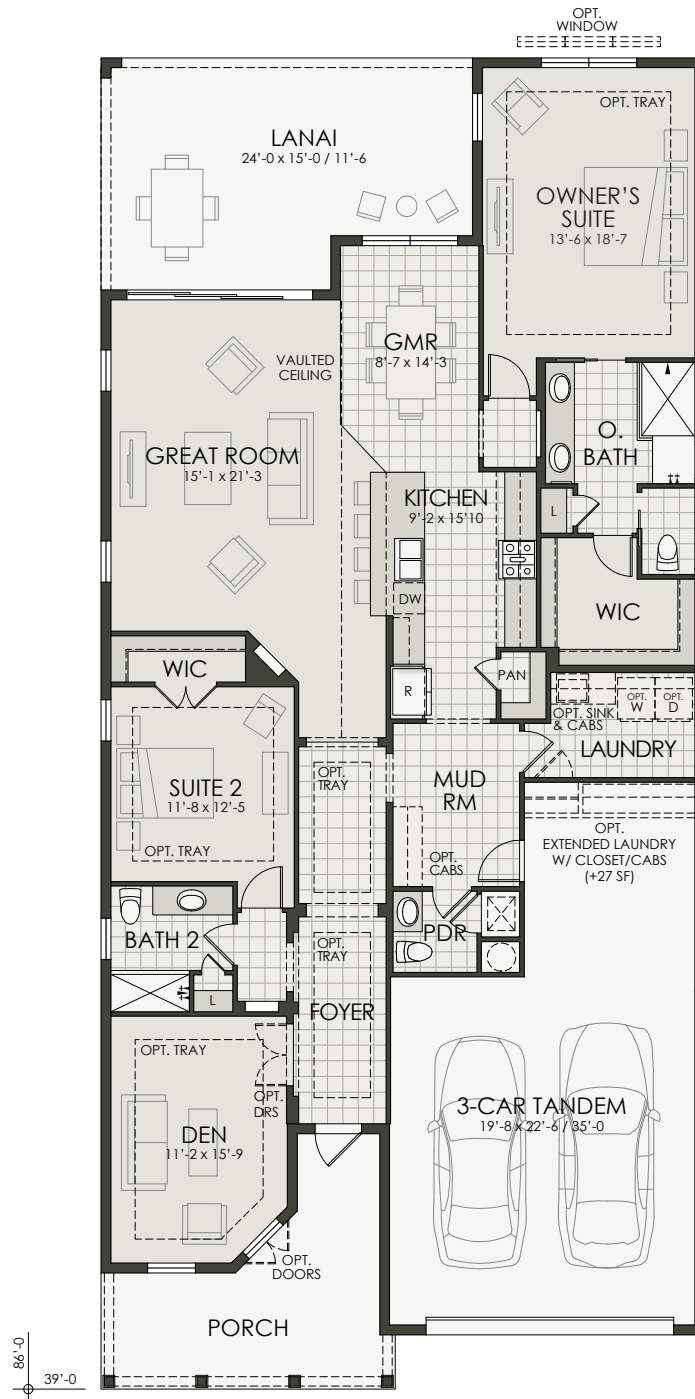 OPT.
WINDOW
LANAI
24'-0 x 15'-0 / 11'-6
OPT. TRAY
OWNER'S
SUITE
13'-6 x 18'-7
GMR
8'-7 x 14'-3
VAULTED
CEILING
GREAT ROOM
15'-1 x 21'-3
O.
BATH
KITCHEN
9'-2 x 15'10
L
DW
WIC
WIC
PAN
R
OPT.
W
OPT.
D
OPT. SINK
& CABS
LAUNDRY
SUITE 2
11'-8 x 12'-5
OPT. TRAY
OPT.
TRAY
MUD
RM
OPT.
CABS
OPT.
EXTENDED LAUNDRY
W/ CLOSET/CABS
(+27 SF)
BATH 2
L
OPT.
TRAY
PDR
FOYER
OPT. TRAY
OPT.
DRS
DEN
11'-2 x 15'-9
3-CAR TANDEM
19'-8 x 22'-6 / 35'-0
OPT.
DOORS
PORCH
86'-0
39'-0